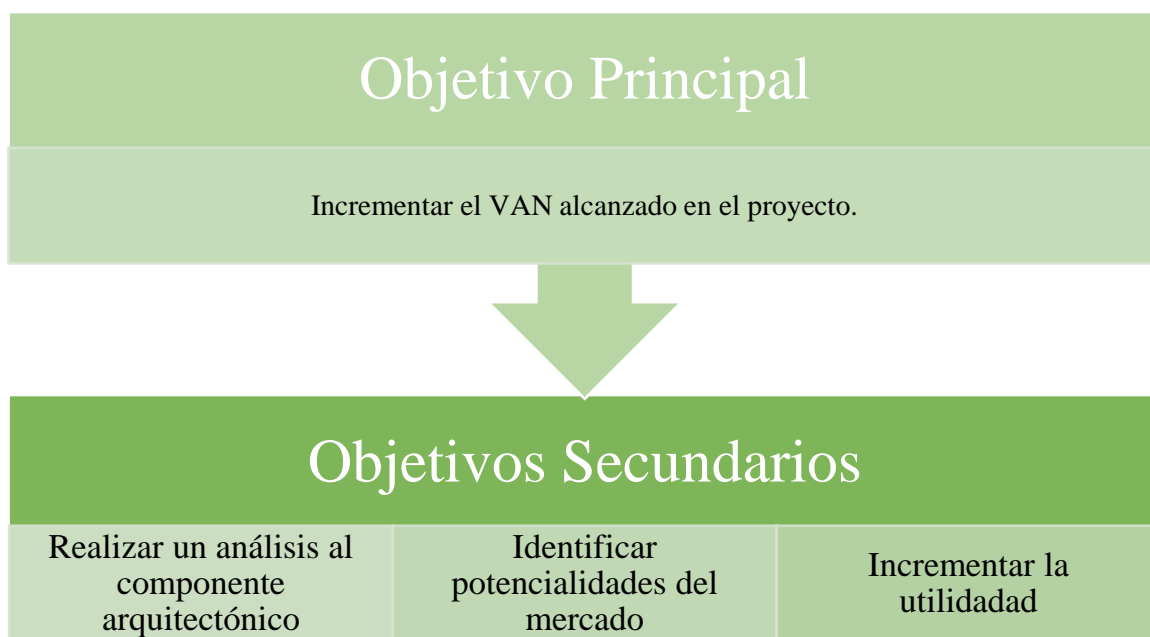 Objetivo Principal
Incrementar el VAN alcanzado en el proyecto.
Objetivos Secundarios
Realizar un análisis al
componente
arquitectónico
Identificar
potencialidades del
mercado
Incrementar la
utilidadad